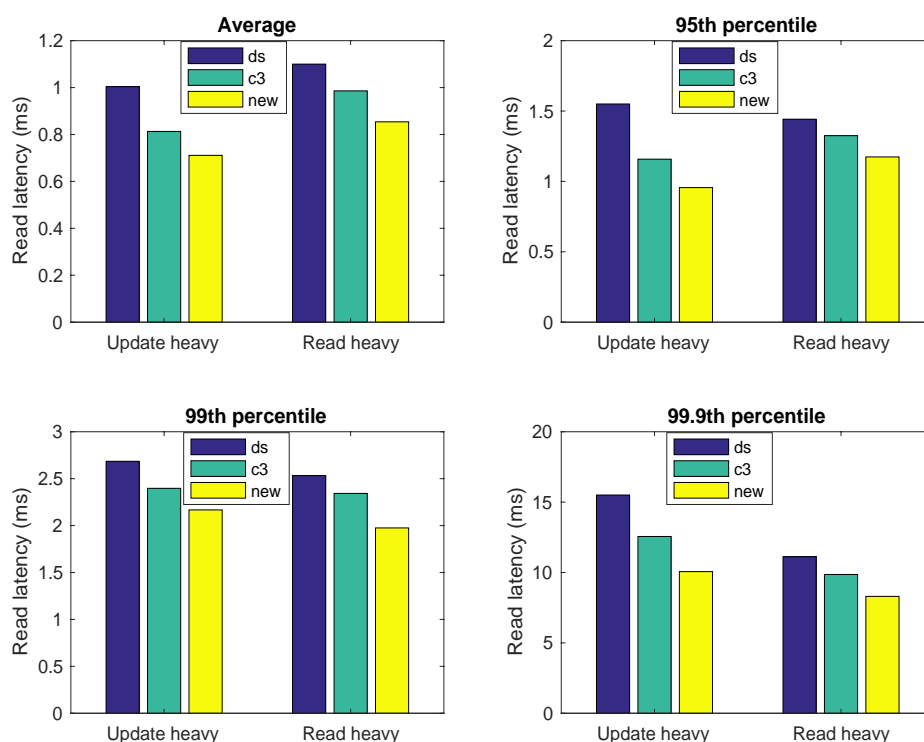 Average
Read latency (ms)
1.2
1
0.8
0.6
0.4
0.2
0
ds
c3
new
Update heavy
Read heavy
95th percentile
Read latency (ms)
2
1.5
1
0.5
0
ds
c3
new
Update heavy
Read heavy
99th percentile
Read latency (ms)
3
2.5
2
1.5
1
0.5
0
ds
c3
new
Update heavy
Read heavy
99.9th percentile
Read latency (ms)
20
15
10
5
0
ds
c3
new
Update heavy
Read heavy